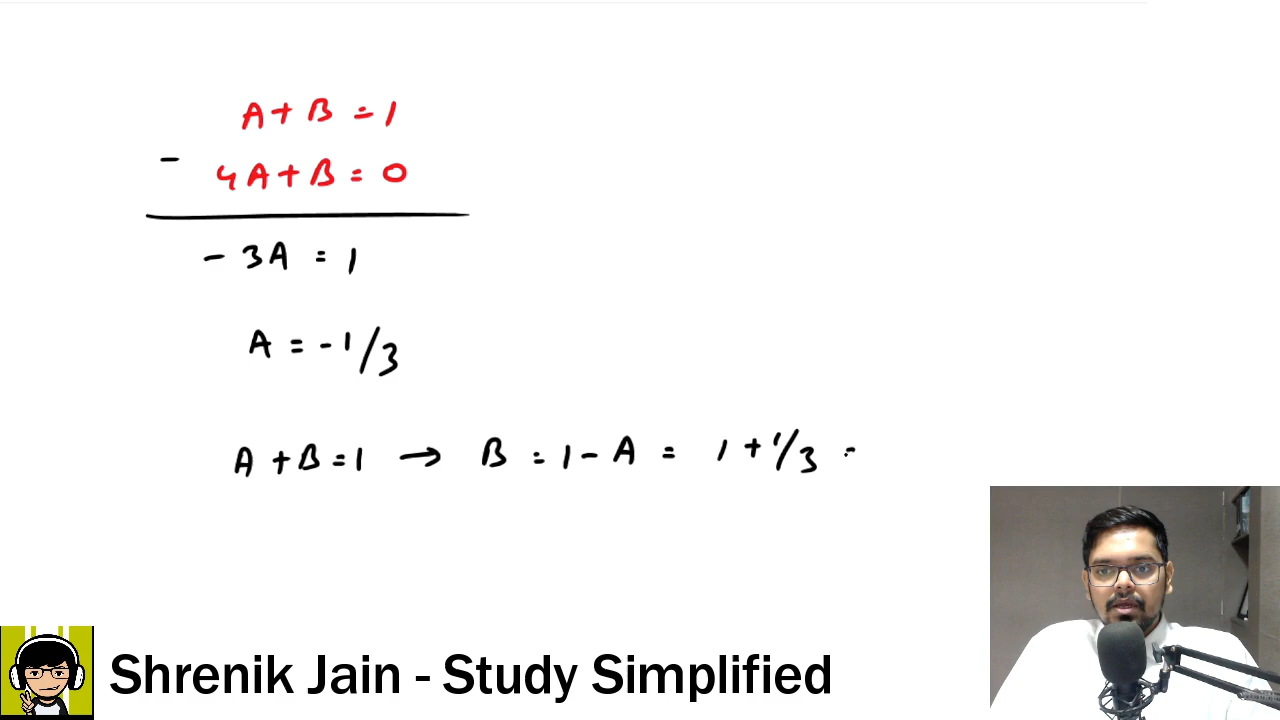 A + B = 1
-
4A + B = 0
- 3A = 1
A = -1/3
A + B = 1 → B = 1 - A = 1 + 1/3 =
Shrenik Jain - Study Simplified